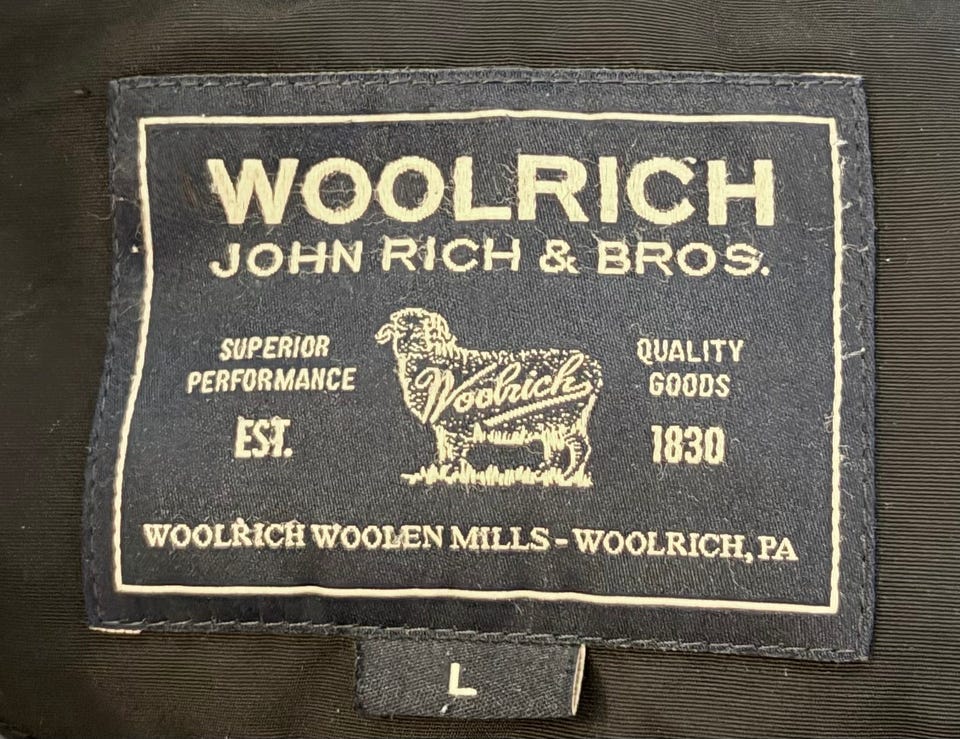 WOOLRICH
JOHN RICH & BROS.
SUPERIOR
PERFORMANCE
EST.
Woolrich
QUALITY
GOODS
1830
WOOLRICH WOOLEN MILLS - WOOLRICH, PA
L